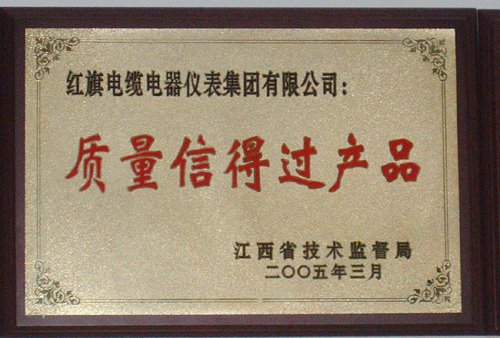 红旗电缆电器仪表集团有限公司：
质量信得过产品
江西省技术监督局
二〇〇五年三月